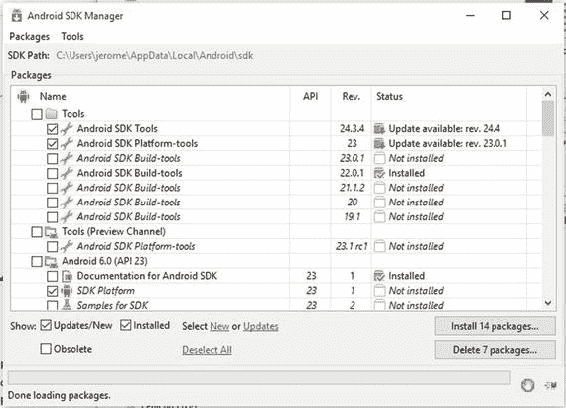 Android SDK Manager
Packages Tools
SDK Path: C:\Users\jerome\AppData\Local\Android\sdk
Packages
Name API Rev. Status
Tools
Android SDK Tools 24.3.4 Update available: rev. 24.4
Android SDK Platform-tools 23 Update available: rev. 23.0.1
Android SDK Build-tools 23.0.1 Not installed
Android SDK Build-tools 22.0.1 Installed
Android SDK Build-tools 21.1.2 Not installed
Android SDK Build-tools 20 Not installed
Android SDK Build-tools 19.1 Not installed
Tools (Preview Channel)
Android SDK Platform-tools 23.1 rc1 Not installed
Android 6.0 (API 23)
Documentation for Android SDK 23 1 Installed
SDK Platform 23 1 Not installed
Samples for SDK 23 2 Not installed
Show: Updates/New Installed Select New or Updates Install 14 packages...
Obsolete Deselect All Delete 7 packages...
Done loading packages.